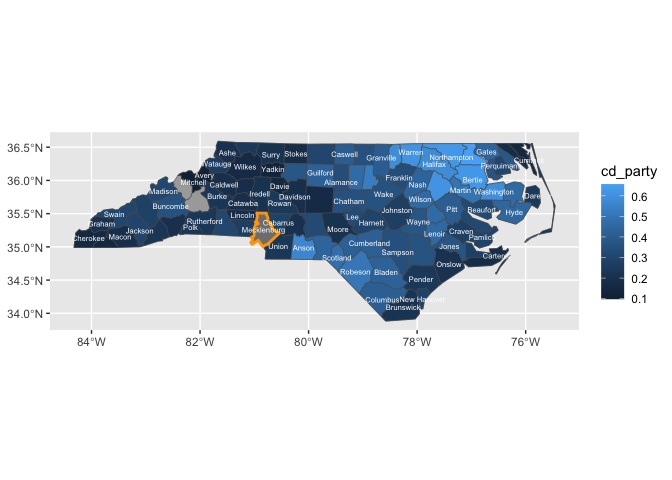 cd_party
0.6
0.5
0.4
0.3
0.2
0.1
36.5°N
36.0°N
35.5°N
35.0°N
34.5°N
34.0°N
84°W
82°W
80°W
78°W
76°W
Ashe
Surry
Stokes
Caswell
Granville
Warren
Northampton
Gates
Watauga
Wilkes
Yadkin
Guilford
Halifax
Perquimans
Avery
Mitchell
Caldwell
Davie
Alamance
Franklin
Nash
Bertie
Madison
Burke
Iredell
Davidson
Wake
Martin
Washington
Dare
Buncombe
Catawba
Rowan
Chatham
Wilson
Swain
Lincoln
Johnston
Pitt
Beaufort
Hyde
Graham
Rutherford
Cabarrus
Lee
Harnett
Wayne
Craven
Cherokee
Macon
Jackson
Polk
Mecklenburg
Moore
Lenoir
Pamlico
Union
Anson
Cumberland
Sampson
Jones
Carteret
Scotland
Robeson
Bladen
Onslow
Pender
Columbus
New Hanover
Brunswick